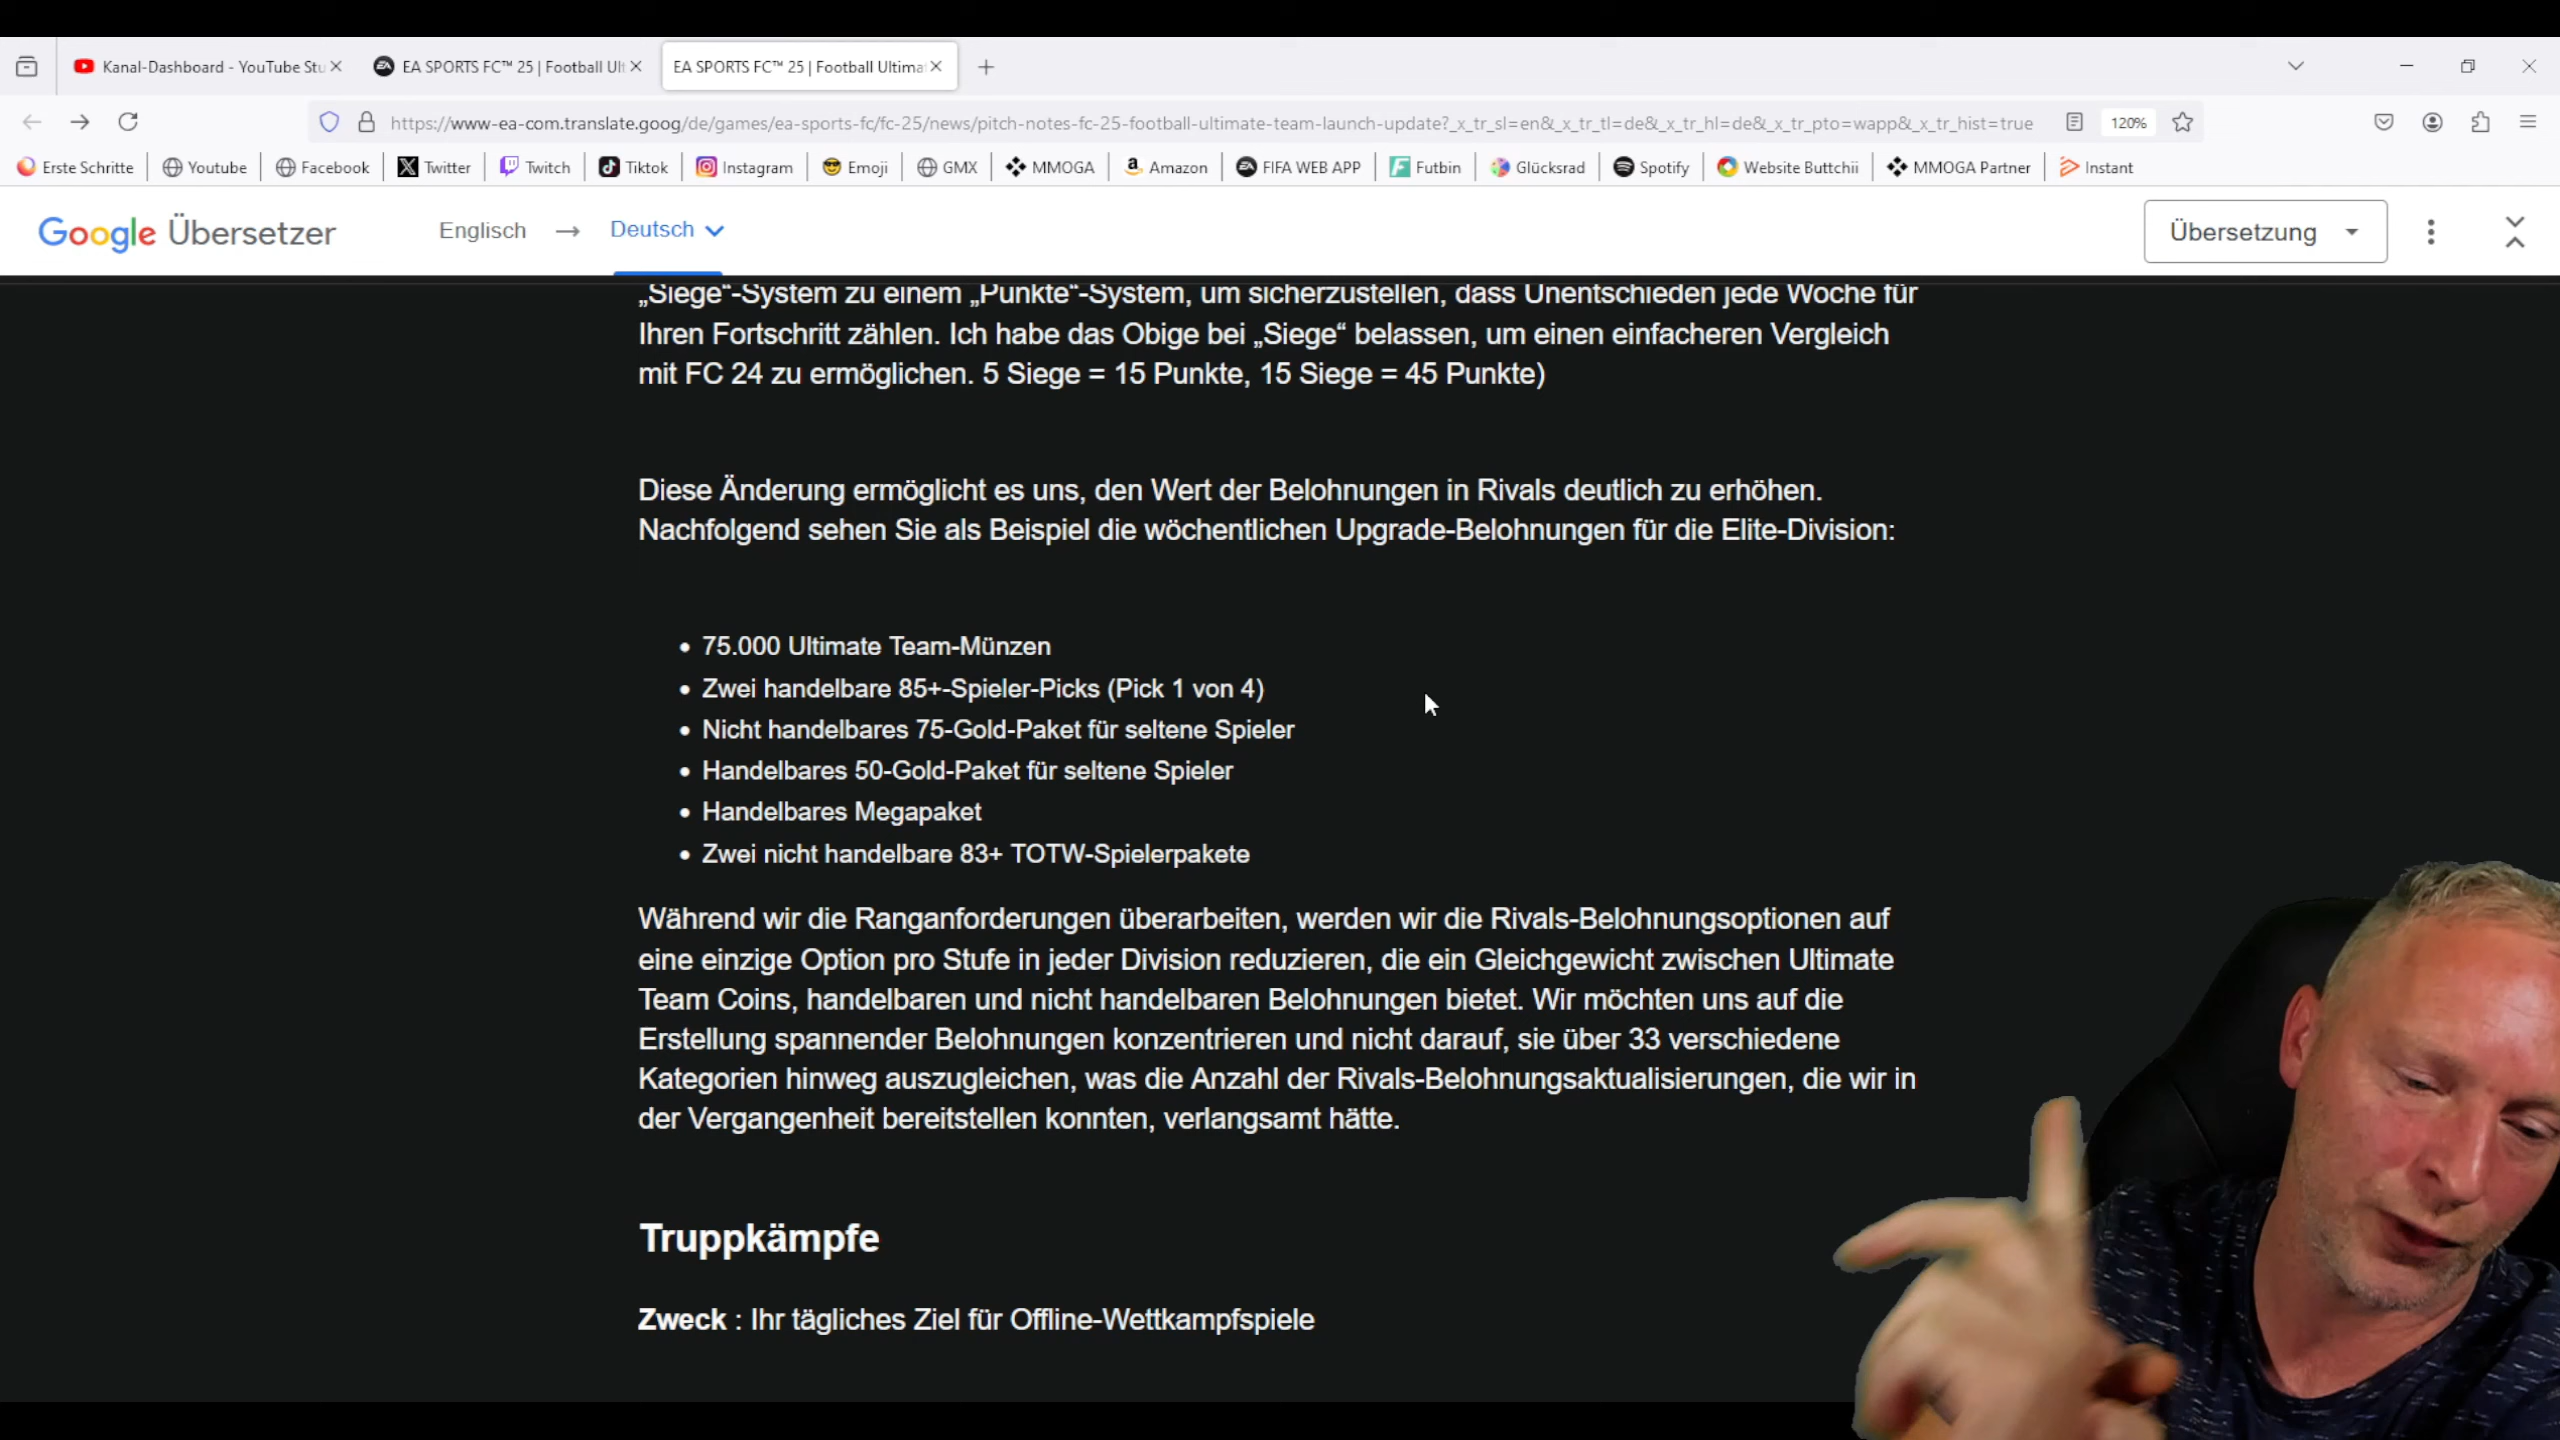 Kanal-Dashboard - YouTube Stu
EA SPORTS FC™ 25 | Football Ult
EA SPORTS FC™ 25 | Football Ultima
https://www-ea-com.translate.goog/de/games/ea-sports-fc/fc-25/news/pitch-notes-fc-25-football-ultimate-team-launch-update?_x_tr_sl=en&_x_tr_tl=de&_x_tr_hl=de&_x_tr_pto=wapp&_x_tr_hist=true
120%
Erste Schritte
Youtube
Facebook
Twitter
Twitch
Tiktok
Instagram
Emoji
GMX
MMOGA
Amazon
FIFA WEB APP
Futbin
Glücksrad
Spotify
Website Buttchii
MMOGA Partner
Instant
Google Übersetzer
Englisch → Deutsch
Übersetzung
„Siege“-System zu einem „Punkte“-System, um sicherzustellen, dass Unentschieden jede Woche für
Ihren Fortschritt zählen. Ich habe das Obige bei „Siege“ belassen, um einen einfacheren Vergleich
mit FC 24 zu ermöglichen. 5 Siege = 15 Punkte, 15 Siege = 45 Punkte)
Diese Änderung ermöglicht es uns, den Wert der Belohnungen in Rivals deutlich zu erhöhen.
Nachfolgend sehen Sie als Beispiel die wöchentlichen Upgrade-Belohnungen für die Elite-Division:
• 75.000 Ultimate Team-Münzen
• Zwei handelbare 85+-Spieler-Picks (Pick 1 von 4)
• Nicht handelbares 75-Gold-Paket für seltene Spieler
• Handelbares 50-Gold-Paket für seltene Spieler
• Handelbares Megapaket
• Zwei nicht handelbare 83+ TOTW-Spielerpakete
Während wir die Ranganforderungen überarbeiten, werden wir die Rivals-Belohnungsoptionen auf
eine einzige Option pro Stufe in jeder Division reduzieren, die ein Gleichgewicht zwischen Ultimate
Team Coins, handelbaren und nicht handelbaren Belohnungen bietet. Wir möchten uns auf die
Erstellung spannender Belohnungen konzentrieren und nicht darauf, sie über 33 verschiedene
Kategorien hinweg auszugleichen, was die Anzahl der Rivals-Belohnungsaktualisierungen, die wir in
der Vergangenheit bereitstellen konnten, verlangsamt hätte.
Truppkämpfe
Zweck : Ihr tägliches Ziel für Offline-Wettkampfspiele